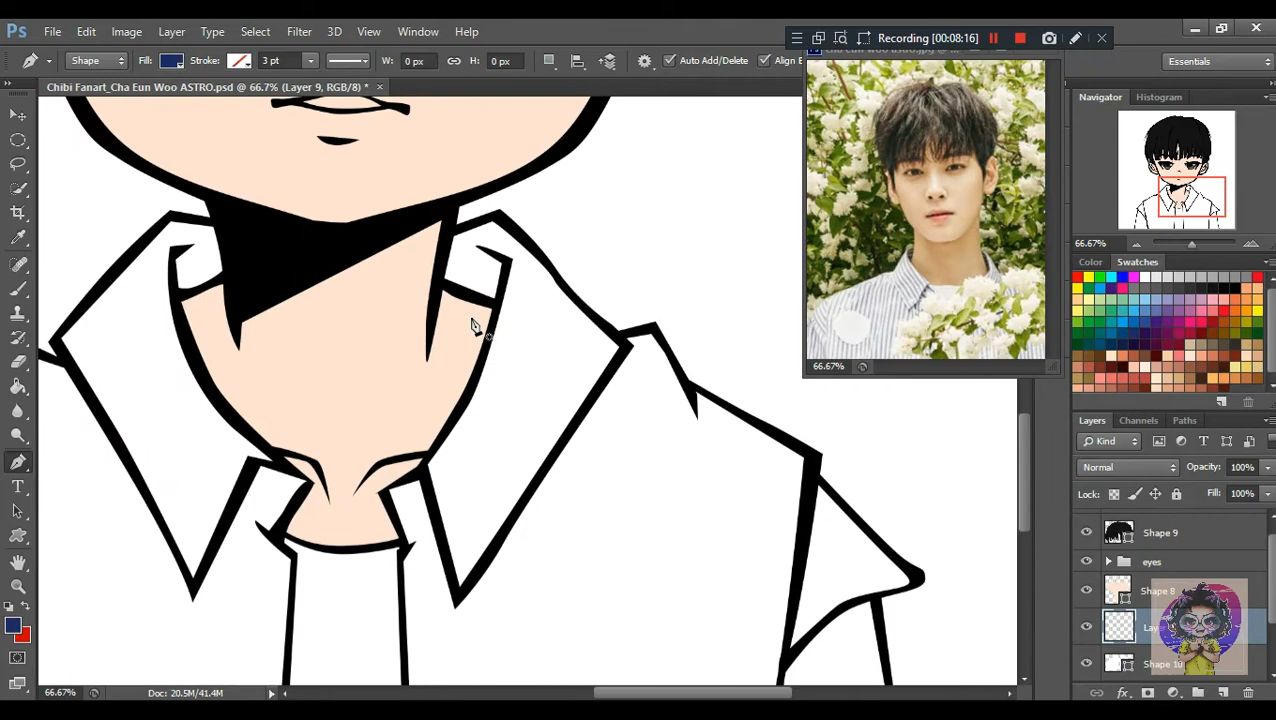 Ps File Edit Image Layer Type Select Filter 3D View Window Help
Recording [00:08:16]
Shape Fill: Stroke: 3 pt W: 0 px H: 0 px Auto Add/Delete Align Essentials
Chibi Fanart_Cha Eun Woo ASTRO.psd @ 66.7% (Layer 9, RGB/8) *
Navigator Histogram
66.67%
Color Swatches
66.67%
Layers Channels Paths
Kind
Normal Opacity: 100%
Lock: Fill: 100%
Shape 9
eyes
Shape 8
Shape 10
66.67% Doc: 20.5M/41.4M